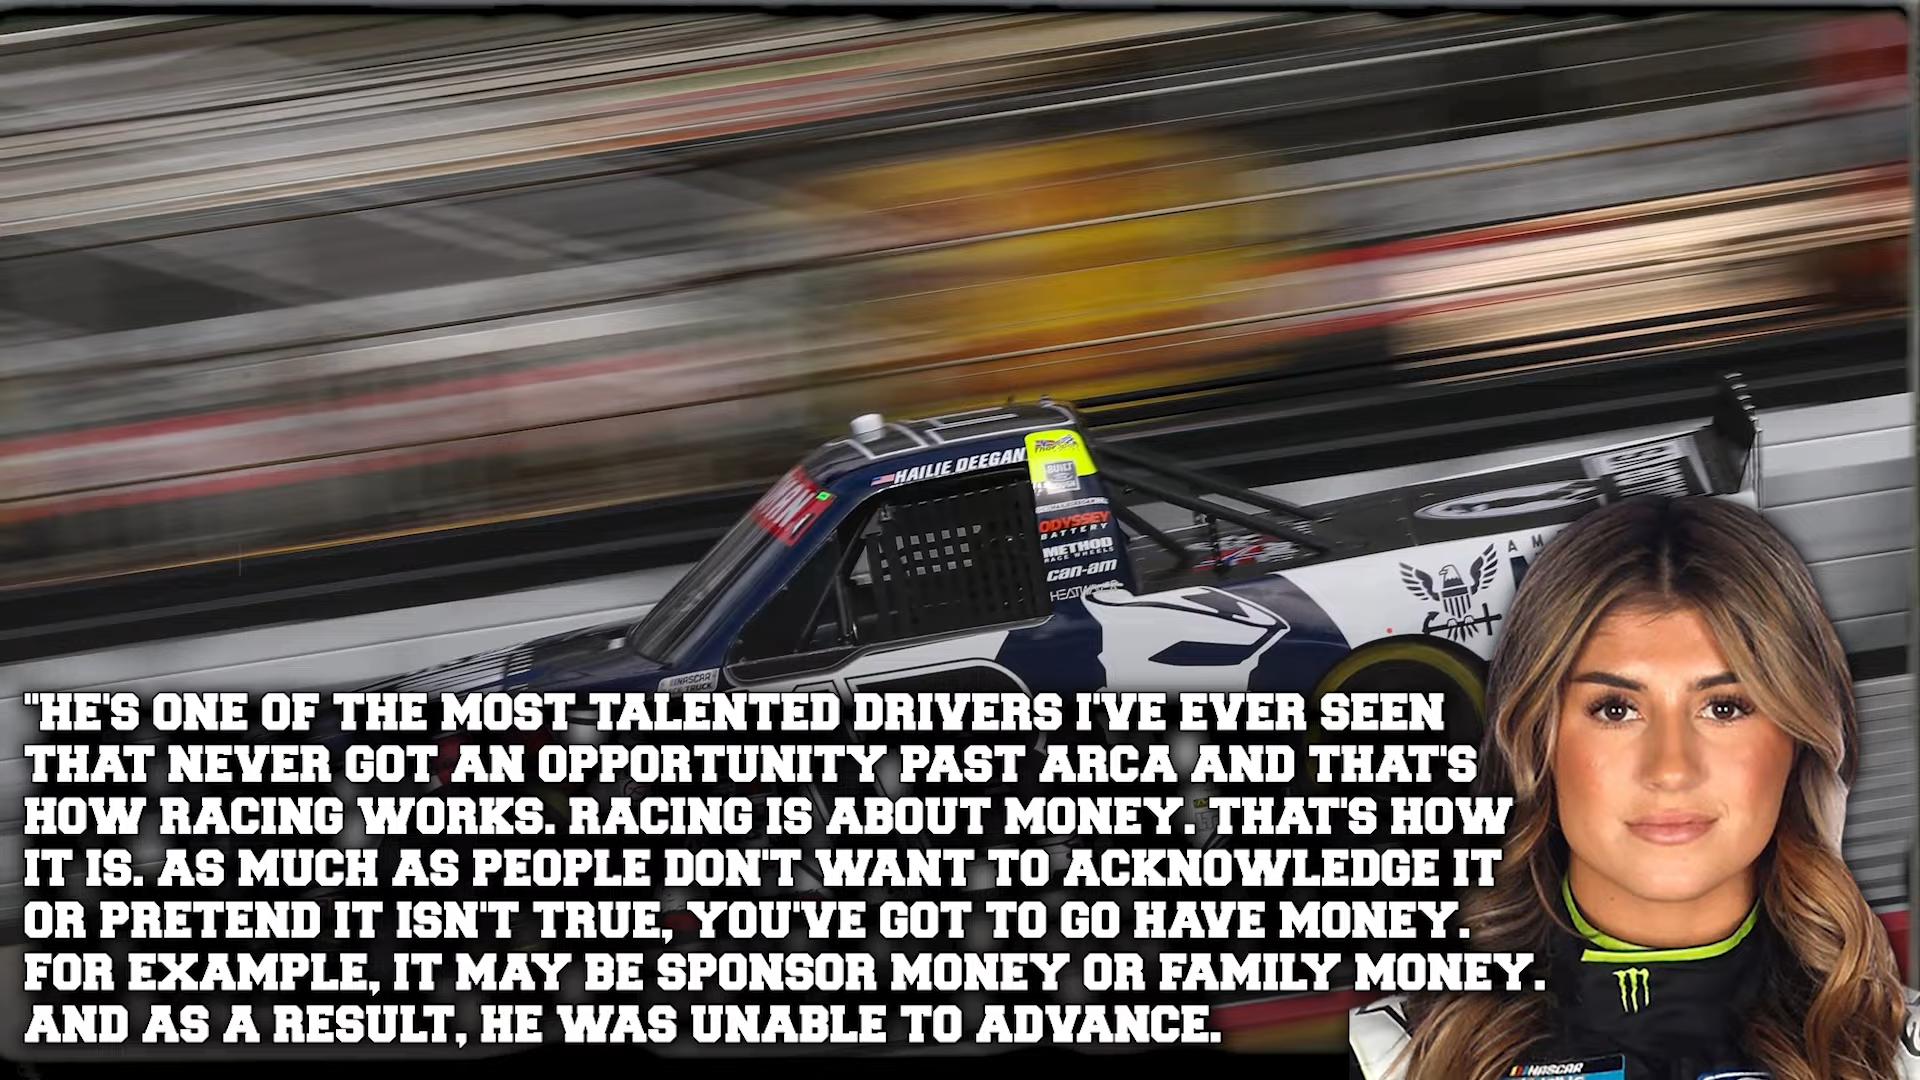 HAILIE DEEGAN
BUILT
ODYSSEY
BATTERY
METHOD
RACE WHEELS
can-am
NASCAR
"HE'S ONE OF THE MOST TALENTED DRIVERS I'VE EVER SEEN
THAT NEVER GOT AN OPPORTUNITY PAST ARCA AND THAT'S
HOW RACING WORKS. RACING IS ABOUT MONEY. THAT'S HOW
IT IS. AS MUCH AS PEOPLE DON'T WANT TO ACKNOWLEDGE IT
OR PRETEND IT ISN'T TRUE, YOU'VE GOT TO GO HAVE MONEY.
FOR EXAMPLE, IT MAY BE SPONSOR MONEY OR FAMILY MONEY.
AND AS A RESULT, HE WAS UNABLE TO ADVANCE.
NASCAR